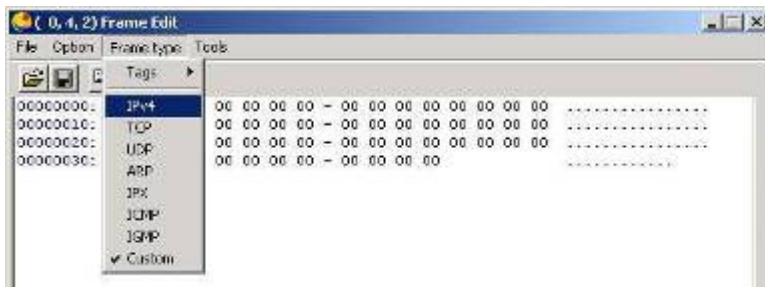 ( 0, 4, 2) Frame Edit
File Option Frame type Tools
Tags
00000000: 00 00 00 00 - 00 00 00 00 00 00 00 00 ................
00000010: 00 00 00 00 - 00 00 00 00 00 00 00 00 ................
00000020: 00 00 00 00 - 00 00 00 00 00 00 00 00 ................
00000030: 00 00 00 00 - 00 00 00 00 ............
IPv4
TCP
UDP
ARP
IPX
ICMP
IGMP
Custom